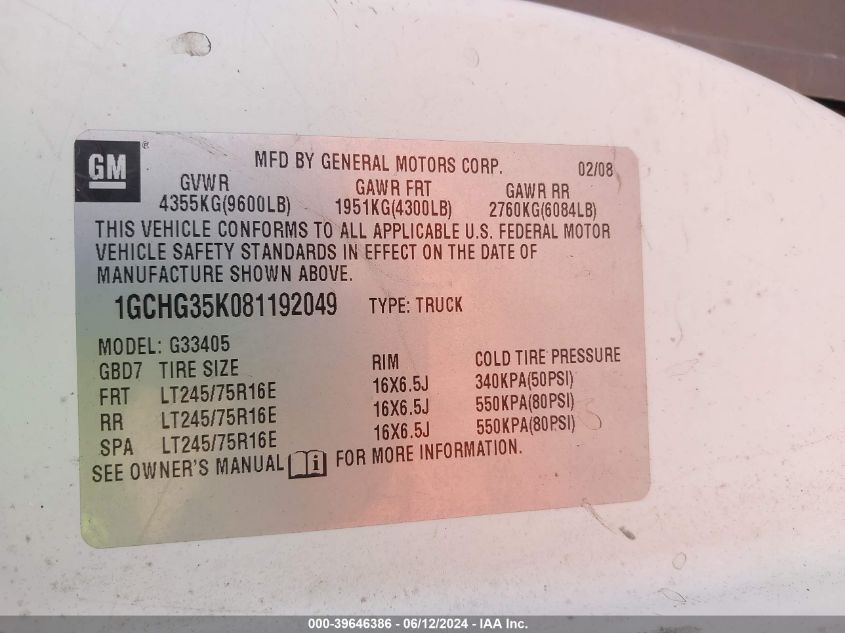 GM ®
MFD BY GENERAL MOTORS CORP. 02/08
GVWR GAWR FRT GAWR RR
4355KG(9600LB) 1951KG(4300LB) 2760KG(6084LB)
THIS VEHICLE CONFORMS TO ALL APPLICABLE U.S. FEDERAL MOTOR
VEHICLE SAFETY STANDARDS IN EFFECT ON THE DATE OF
MANUFACTURE SHOWN ABOVE.
1GCHG35K081192049 TYPE: TRUCK
MODEL: G33405
GBD7 TIRE SIZE RIM COLD TIRE PRESSURE
FRT LT245/75R16E 16X6.5J 340KPA(50PSI)
RR LT245/75R16E 16X6.5J 550KPA(80PSI)
SPA LT245/75R16E 16X6.5J 550KPA(80PSI)
SEE OWNER'S MANUAL i FOR MORE INFORMATION.
000-39646386 - 06/12/2024 - IAA Inc.